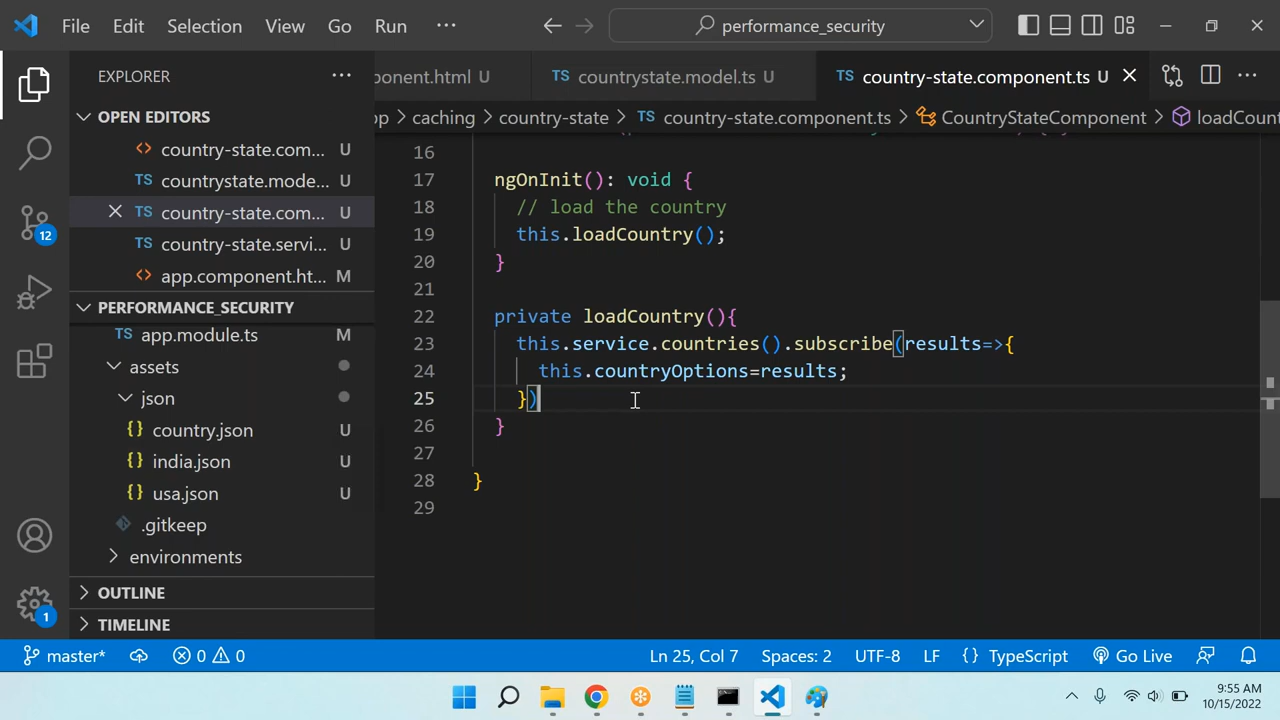 File Edit Selection View Go Run ··· performance_security
EXPLORER ···
ponent.html U TS countrystate.model.ts U TS country-state.component.ts U
OPEN EDITORS
pp > caching > country-state > TS country-state.component.ts > CountryStateComponent > loadCount
<> country-state.com... U
TS countrystate.mode... U
TS country-state.com... U
TS country-state.servi... U
<> app.component.ht... M
PERFORMANCE_SECURITY
TS app.module.ts M
assets
json
{} country.json U
{} india.json U
{} usa.json U
.gitkeep
environments
OUTLINE
TIMELINE
12
1
16
17 ngOnInit(): void {
18 // load the country
19 this.loadCountry();
20 }
21
22 private loadCountry(){
23 this.service.countries().subscribe(results=>{
24 this.countryOptions=results;
25 })
26 }
27
28 }
29
master* 0 0 Ln 25, Col 7 Spaces: 2 UTF-8 LF {} TypeScript Go Live
9:55 AM
10/15/2022